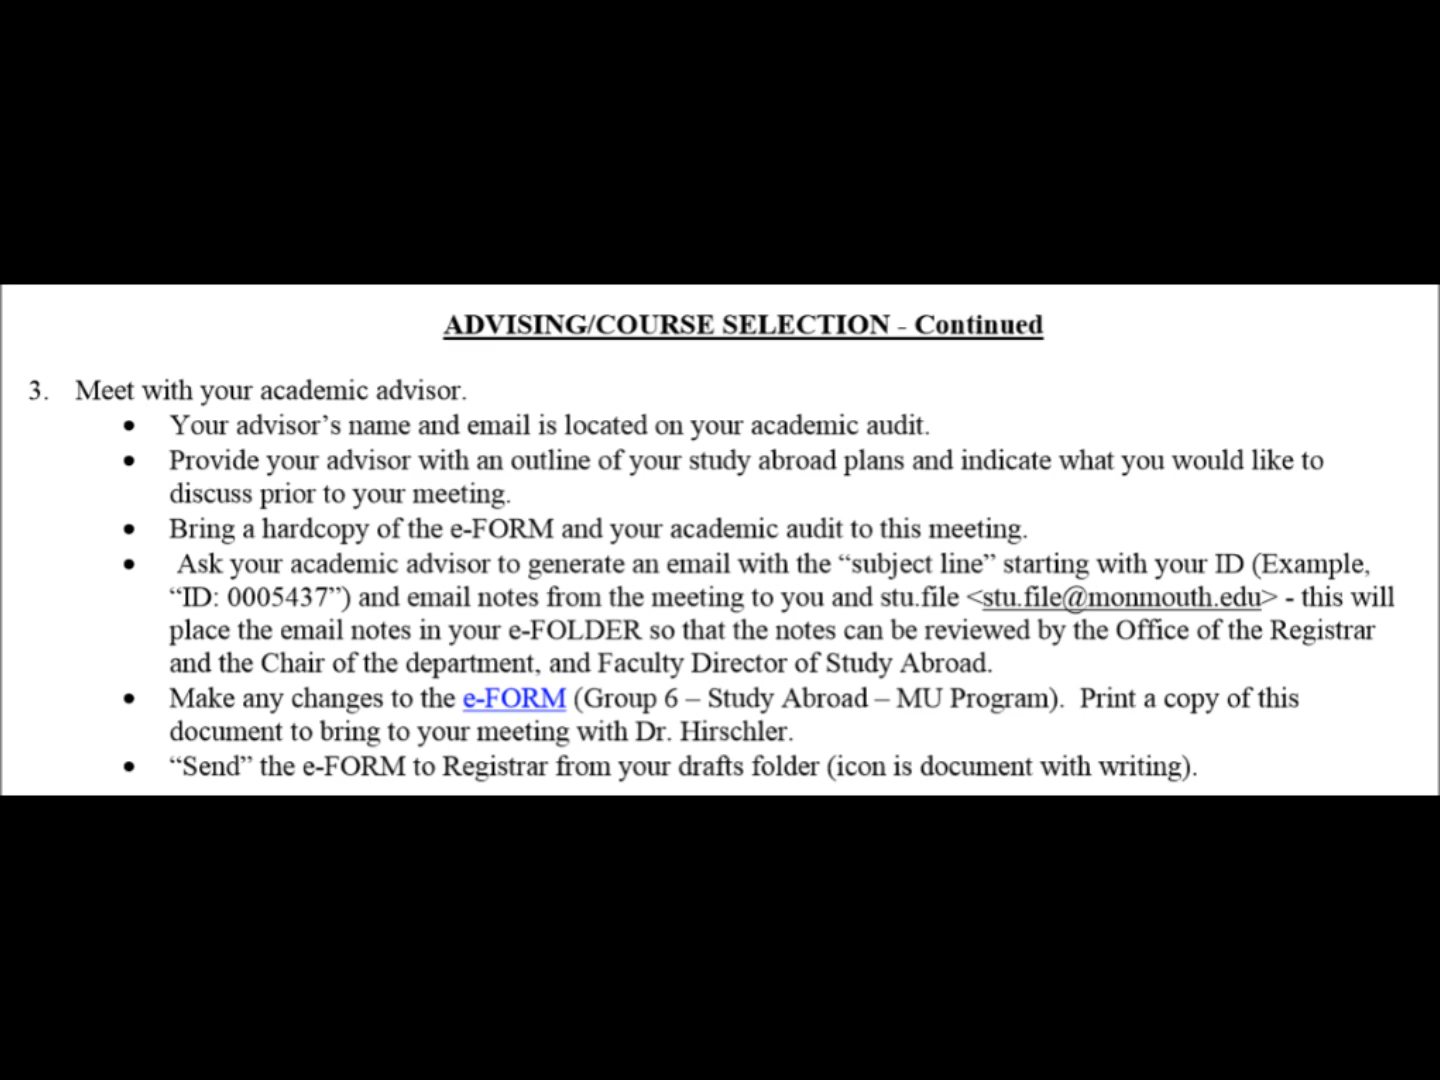 ADVISING/COURSE SELECTION - Continued
3. Meet with your academic advisor.
• Your advisor’s name and email is located on your academic audit.
• Provide your advisor with an outline of your study abroad plans and indicate what you would like to
discuss prior to your meeting.
• Bring a hardcopy of the e-FORM and your academic audit to this meeting.
• Ask your academic advisor to generate an email with the “subject line” starting with your ID (Example,
“ID: 0005437”) and email notes from the meeting to you and stu.file <stu.file@monmouth.edu> - this will
place the email notes in your e-FOLDER so that the notes can be reviewed by the Office of the Registrar
and the Chair of the department, and Faculty Director of Study Abroad.
• Make any changes to the e-FORM (Group 6 – Study Abroad – MU Program). Print a copy of this
document to bring to your meeting with Dr. Hirschler.
• “Send” the e-FORM to Registrar from your drafts folder (icon is document with writing).